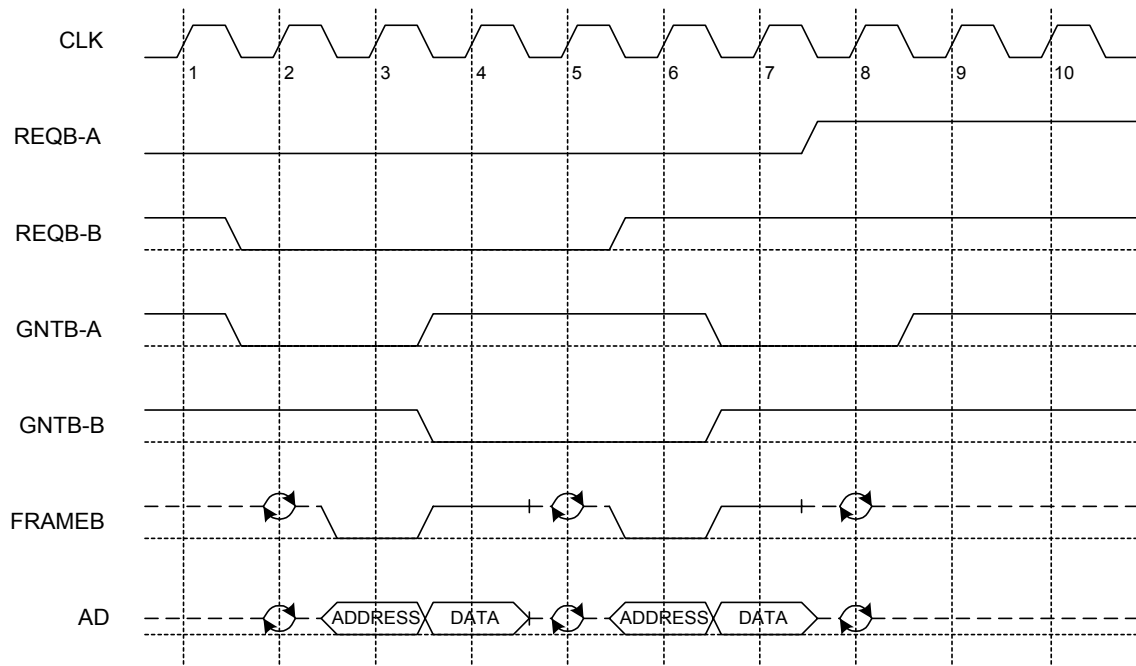 CLK
1 2 3 4 5 6 7 8 9 10
REQB-A
REQB-B
GNTB-A
GNTB-B
FRAMEB
AD ADDRESS DATA ADDRESS DATA